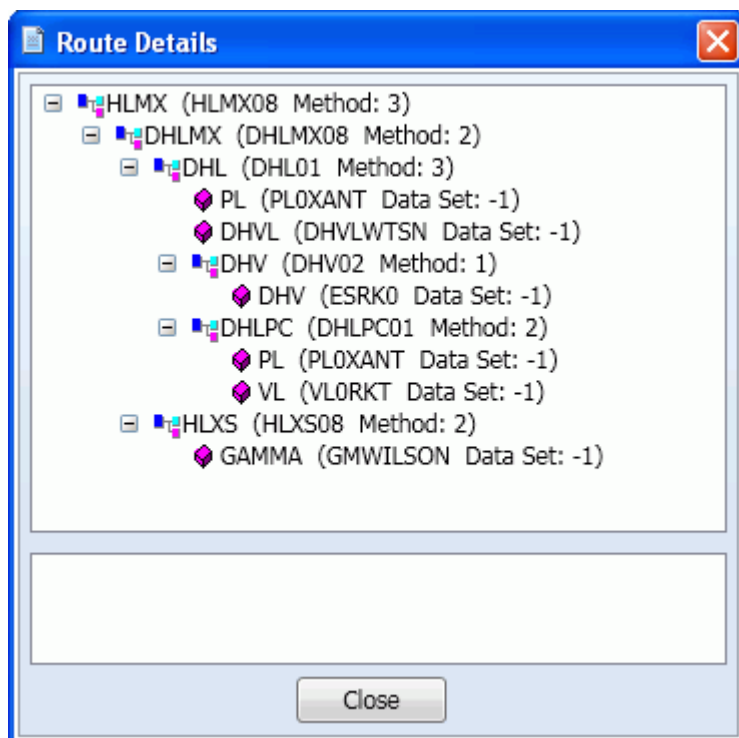 Route Details
HLMX (HLMX08 Method: 3)
DHLMX (DHLMX08 Method: 2)
DHL (DHL01 Method: 3)
PL (PL0XANT Data Set: -1)
DHVL (DHVLWTSN Data Set: -1)
DHV (DHV02 Method: 1)
DHV (ESRK0 Data Set: -1)
DHLPC (DHLPC01 Method: 2)
PL (PL0XANT Data Set: -1)
VL (VL0RKT Data Set: -1)
HLXS (HLXS08 Method: 2)
GAMMA (GMWILSON Data Set: -1)
Close